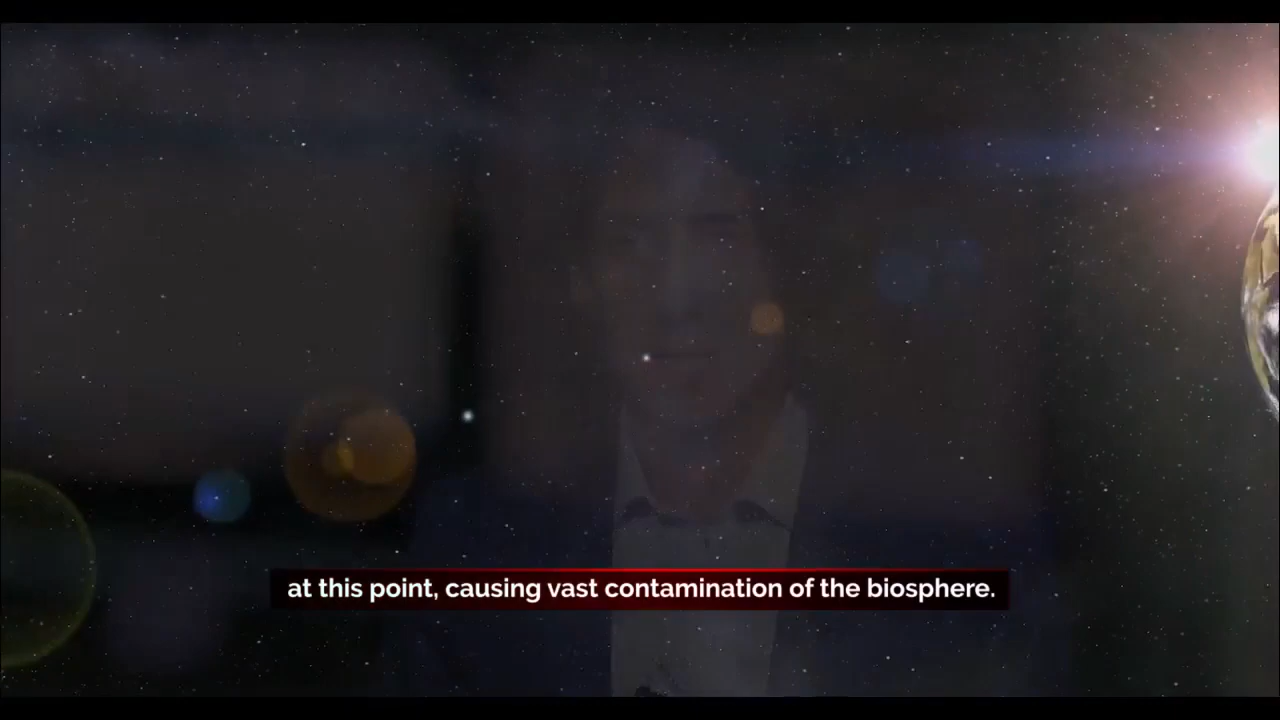 at this point, causing vast contamination of the biosphere.